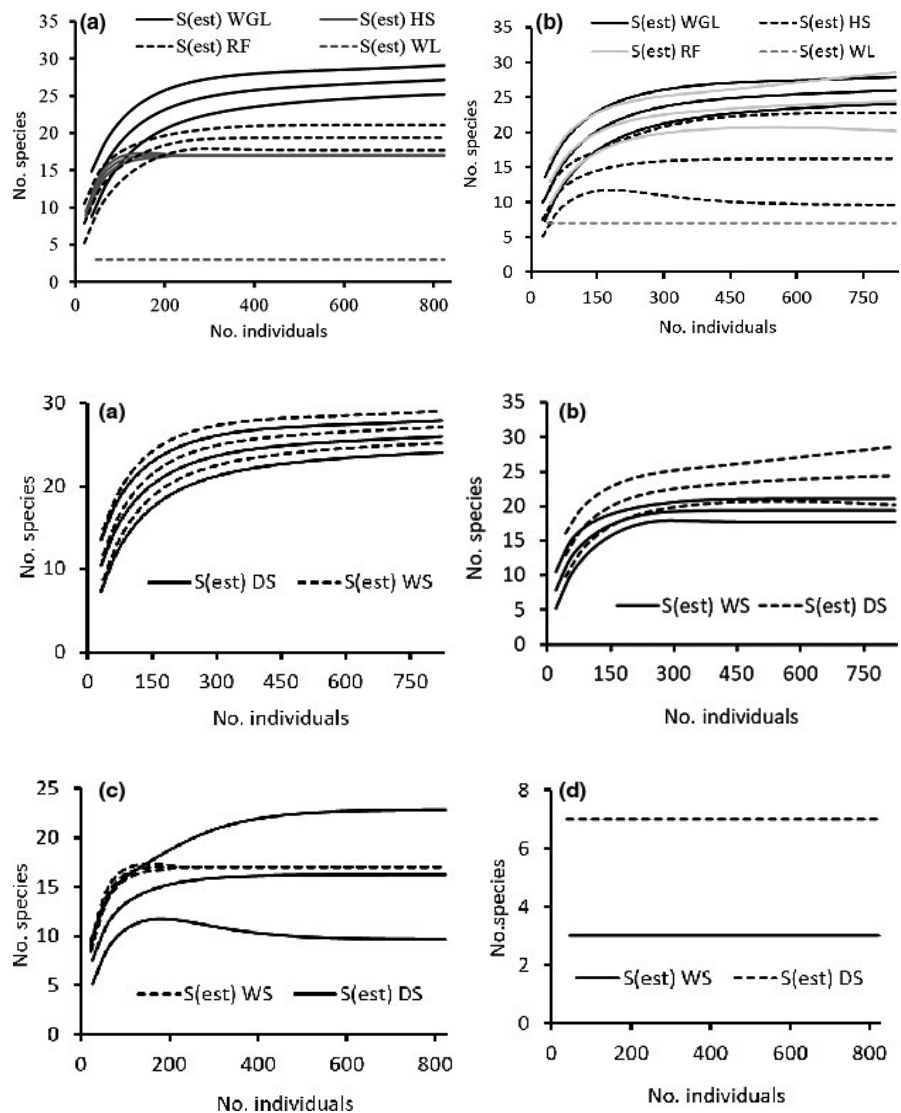 (a)
S(est) WGL
S(est) HS
S(est) RF
S(est) WL
35
30
25
20
15
10
5
0
No. species
0 200 400 600 800
No. individuals
(b)
S(est) WGL
S(est) HS
S(est) RF
S(est) WL
35
30
25
20
15
10
5
0
No. species
0 150 300 450 600 750
No. individuals
(a)
30
20
10
0
No. species
S(est) DS
S(est) WS
0 150 300 450 600 750
No. individuals
(b)
35
30
25
20
15
10
5
0
No. species
S(est) WS
S(est) DS
0 200 400 600 800
No. individuals
(c)
25
20
15
10
5
0
No. species
S(est) WS
S(est) DS
0 200 400 600 800
No. individuals
(d)
8
6
4
2
0
No.species
S(est) WS
S(est) DS
0 200 400 600 800
No. individuals